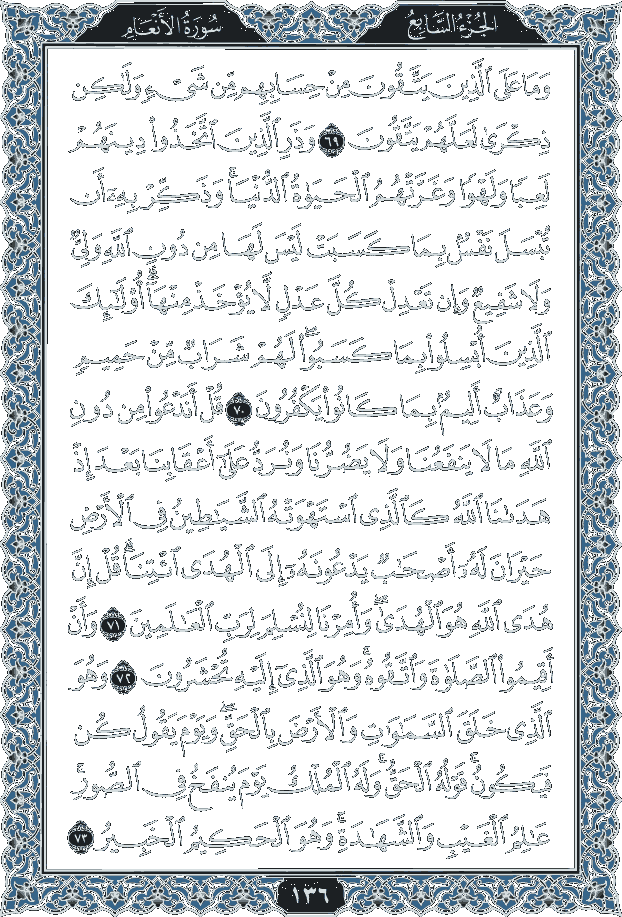 الجزء السابع
سورة الأنعام
وَمَا عَلَى ٱلَّذِينَ يَتَّقُونَ مِنْ حِسَابِهِم مِّن شَىْءٍ وَلَٰكِن
ذِكْرَىٰ لَعَلَّهُمْ يَتَّقُونَ ٦٩ وَذَرِ ٱلَّذِينَ ٱتَّخَذُوا۟ دِينَهُمْ
لَعِبًا وَلَهْوًا وَغَرَّتْهُمُ ٱلْحَيَوٰةُ ٱلدُّنْيَا ۚ وَذَكِّرْ بِهِۦٓ أَن
تُبْسَلَ نَفْسٌۢ بِمَا كَسَبَتْ لَيْسَ لَهَا مِن دُونِ ٱللَّهِ وَلِىٌّ
وَلَا شَفِيعٌ وَإِن تَعْدِلْ كُلَّ عَدْلٍ لَّا يُؤْخَذْ مِنْهَآ ۗ أُو۟لَٰٓئِكَ
ٱلَّذِينَ أُبْسِلُوا۟ بِمَا كَسَبُوا۟ ۖ لَهُمْ شَرَابٌ مِّنْ حَمِيمٍ
وَعَذَابٌ أَلِيمٌۢ بِمَا كَانُوا۟ يَكْفُرُونَ ٧٠ قُلْ أَنَدْعُوا۟ مِن دُونِ
ٱللَّهِ مَا لَا يَنفَعُنَا وَلَا يَضُرُّنَا وَنُرَدُّ عَلَىٰٓ أَعْقَابِنَا بَعْدَ إِذْ
هَدَىٰنَا ٱللَّهُ كَٱلَّذِى ٱسْتَهْوَتْهُ ٱلشَّيَٰطِينُ فِى ٱلْأَرْضِ
حَيْرَانَ لَهُۥٓ أَصْحَٰبٌ يَدْعُونَهُۥٓ إِلَى ٱلْهُدَى ٱئْتِنَا ۗ قُلْ إِنَّ
هُدَى ٱللَّهِ هُوَ ٱلْهُدَىٰ ۖ وَأُمِرْنَا لِنُسْلِمَ لِرَبِّ ٱلْعَٰلَمِينَ ٧١ وَأَنْ
أَقِيمُوا۟ ٱلصَّلَوٰةَ وَٱتَّقُوهُ ۚ وَهُوَ ٱلَّذِىٓ إِلَيْهِ تُحْشَرُونَ ٧٢ وَهُوَ
ٱلَّذِى خَلَقَ ٱلسَّمَٰوَٰتِ وَٱلْأَرْضَ بِٱلْحَقِّ ۖ وَيَوْمَ يَقُولُ كُن
فَيَكُونُ ۚ قَوْلُهُ ٱلْحَقُّ ۚ وَلَهُ ٱلْمُلْكُ يَوْمَ يُنفَخُ فِى ٱلصُّورِ ۚ
عَٰلِمُ ٱلْغَيْبِ وَٱلشَّهَٰدَةِ ۚ وَهُوَ ٱلْحَكِيمُ ٱلْخَبِيرُ ٧٣
١٣٦